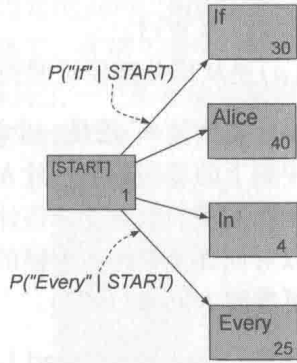 If
30
P("If" | START)
Alice
40
[START]
1
In
4
P("Every" | START)
Every
25